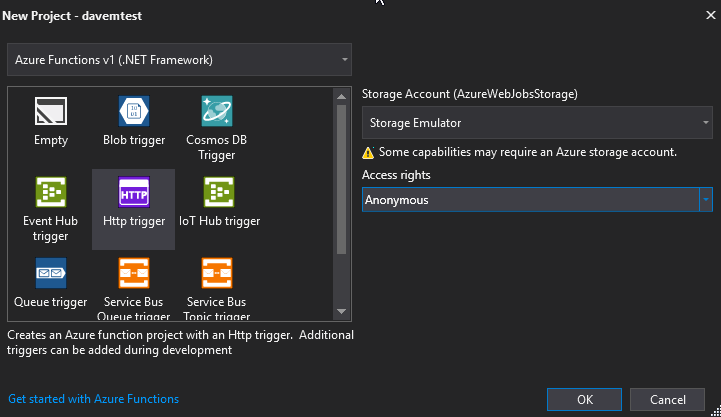 New Project - davemtest
Azure Functions v1 (.NET Framework)
Empty
Blob trigger
Cosmos DB
Trigger
Event Hub
trigger
HTTP
Http trigger
IoT Hub trigger
Queue trigger
Service Bus
Queue trigger
Service Bus
Topic trigger
Storage Account (AzureWebJobsStorage)
Storage Emulator
Some capabilities may require an Azure storage account.
Access rights
Anonymous
Creates an Azure function project with an Http trigger. Additional
triggers can be added during development
Get started with Azure Functions
OK
Cancel